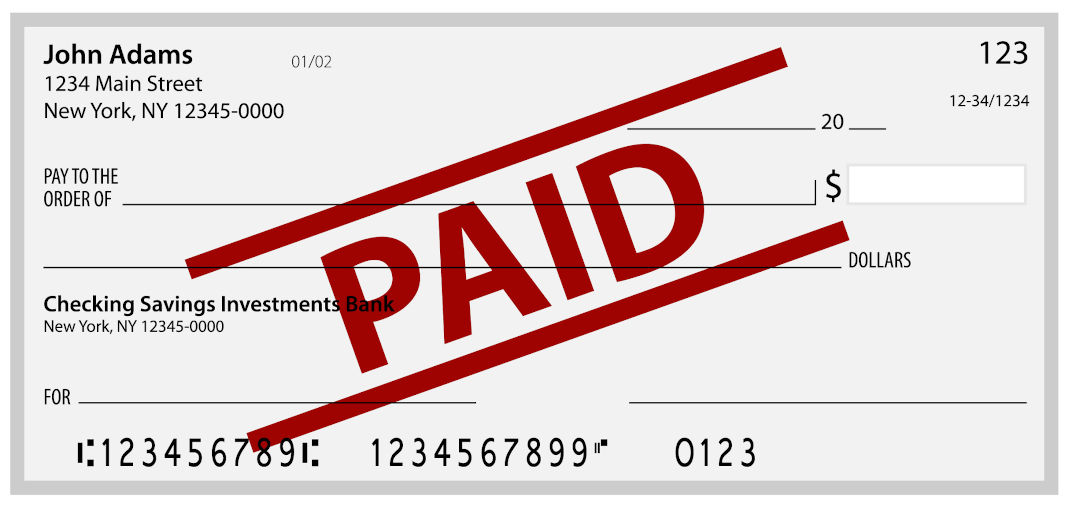 John Adams
01/02
123
1234 Main Street
New York, NY 12345-0000
12-34/1234
20
PAY TO THE
ORDER OF
$
PAID
DOLLARS
Checking Savings Investments Bank
New York, NY 12345-0000
FOR
⑆123456789⑆ 1234567899⑈ 0123